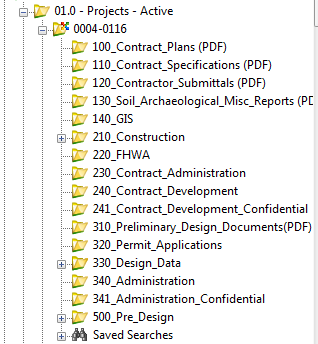 01.0 - Projects - Active
0004-0116
100_Contract_Plans (PDF)
110_Contract_Specifications (PDF)
120_Contractor_Submittals (PDF)
130_Soil_Archaeological_Misc_Reports (PD
140_GIS
210_Construction
220_FHWA
230_Contract_Administration
240_Contract_Development
241_Contract_Development_Confidential
310_Preliminary_Design_Documents(PDF)
320_Permit_Applications
330_Design_Data
340_Administration
341_Administration_Confidential
500_Pre_Design
Saved Searches